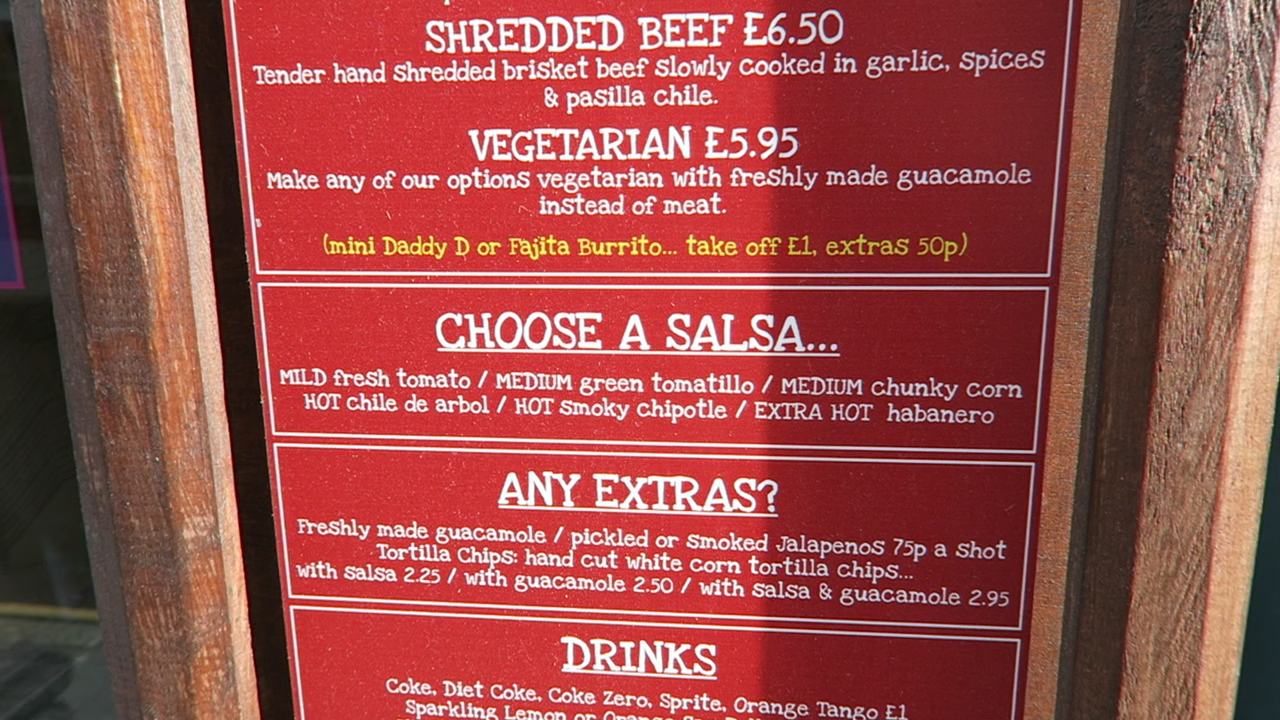 SHREDDED BEEF £6.50
Tender hand shredded brisket beef slowly cooked in garlic, spices
& pasilla chile.
VEGETARIAN £5.95
Make any of our options vegetarian with freshly made guacamole
instead of meat.
(mini Daddy D or Fajita Burrito... take off £1, extras 50p)
CHOOSE A SALSA...
MILD fresh tomato / MEDIUM green tomatillo / MEDIUM chunky corn
HOT chile de arbol / HOT smoky chipotle / EXTRA HOT habanero
ANY EXTRAS?
Freshly made guacamole / pickled or smoked Jalapenos 75p a shot
Tortilla Chips: hand cut white corn tortilla chips...
with salsa 2.25 / with guacamole 2.50 / with salsa & guacamole 2.95
DRINKS
Coke, Diet Coke, Coke Zero, Sprite, Orange Tango £1
Sparkling Lemon or Orange